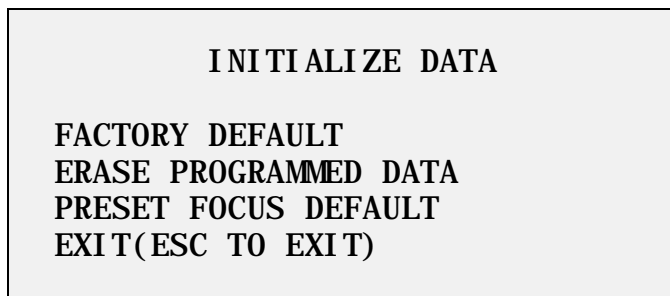 INITIALIZE DATA
FACTORY DEFAULT
ERASE PROGRAMMED DATA
PRESET FOCUS DEFAULT
EXIT(ESC TO EXIT)